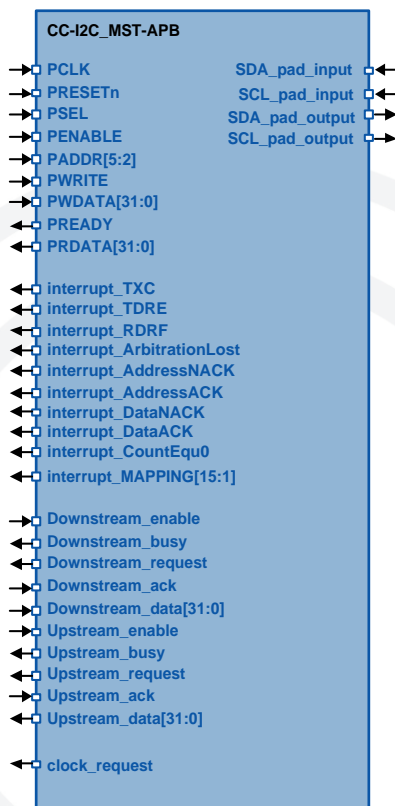 CC-I2C_MST-APB
PCLK
PRESETn
PSEL
PENABLE
PADDR[5:2]
PWRITE
PWDATA[31:0]
PREADY
PRDATA[31:0]
SDA_pad_input
SCL_pad_input
SDA_pad_output
SCL_pad_output
interrupt_TXC
interrupt_TDRE
interrupt_RDRF
interrupt_ArbitrationLost
interrupt_AddressNACK
interrupt_AddressACK
interrupt_DataNACK
interrupt_DataACK
interrupt_CountEqu0
interrupt_MAPPING[15:1]
Downstream_enable
Downstream_busy
Downstream_request
Downstream_ack
Downstream_data[31:0]
Upstream_enable
Upstream_busy
Upstream_request
Upstream_ack
Upstream_data[31:0]
clock_request